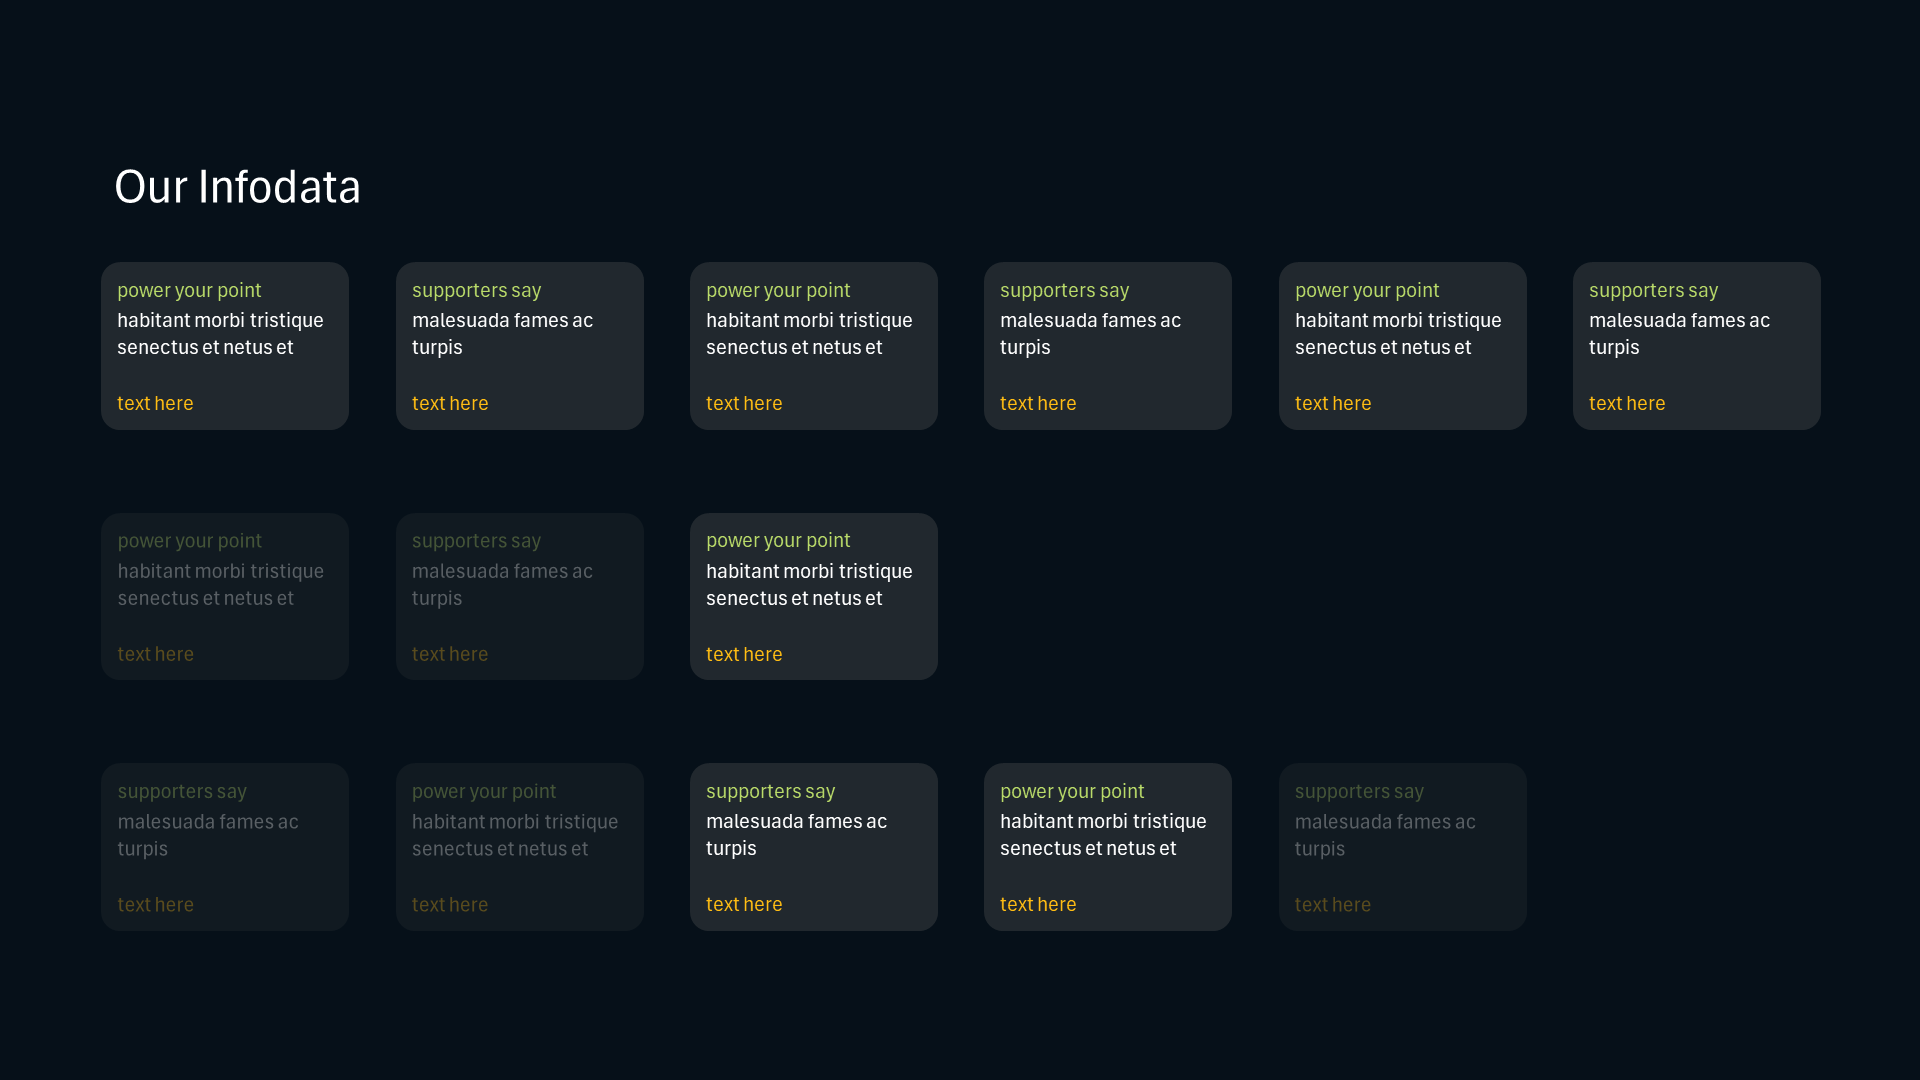 Our Infodata
power your point
habitant morbi tristique
senectus et netus et
text here
supporters say
malesuada fames ac
turpis
text here
power your point
habitant morbi tristique
senectus et netus et
text here
supporters say
malesuada fames ac
turpis
text here
power your point
habitant morbi tristique
senectus et netus et
text here
supporters say
malesuada fames ac
turpis
text here
power your point
habitant morbi tristique
senectus et netus et
text here
supporters say
malesuada fames ac
turpis
text here
power your point
habitant morbi tristique
senectus et netus et
text here
supporters say
malesuada fames ac
turpis
text here
power your point
habitant morbi tristique
senectus et netus et
text here
supporters say
malesuada fames ac
turpis
text here
power your point
habitant morbi tristique
senectus et netus et
text here
supporters say
malesuada fames ac
turpis
text here